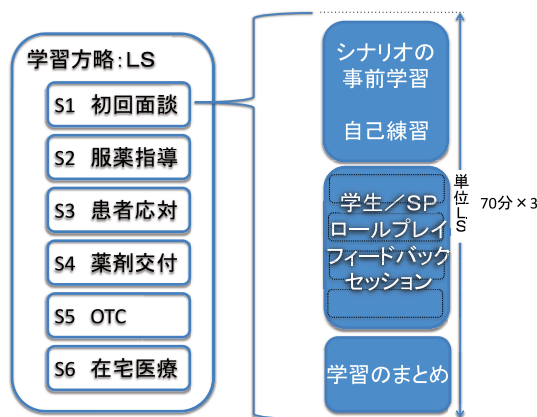 学習方略：ＬＳ
S1 初回面談
S2 服薬指導
S3 患者応対
S4 薬剤交付
S5 OTC
S6 在宅医療
シナリオの
事前学習
自己練習
学生／ＳＰ
ロールプレイ
フィードバック
セッション
学習のまとめ
単位ＬＳ
70分×3